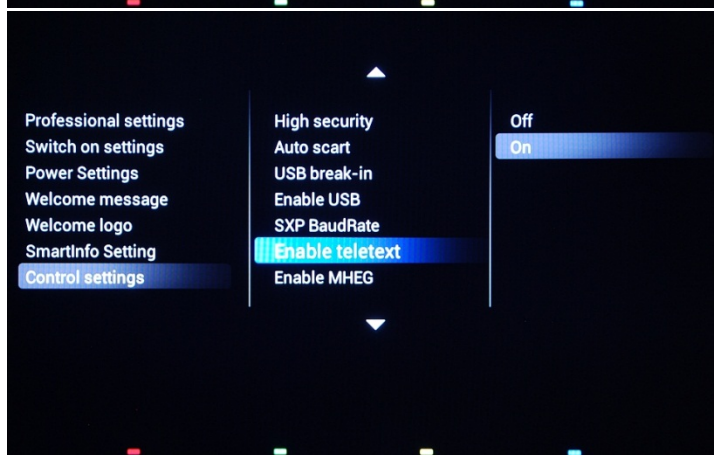 Professional settings
Switch on settings
Power Settings
Welcome message
Welcome logo
SmartInfo Setting
Control settings
High security
Auto scart
USB break-in
Enable USB
SXP BaudRate
Enable teletext
Enable MHEG
Off
On